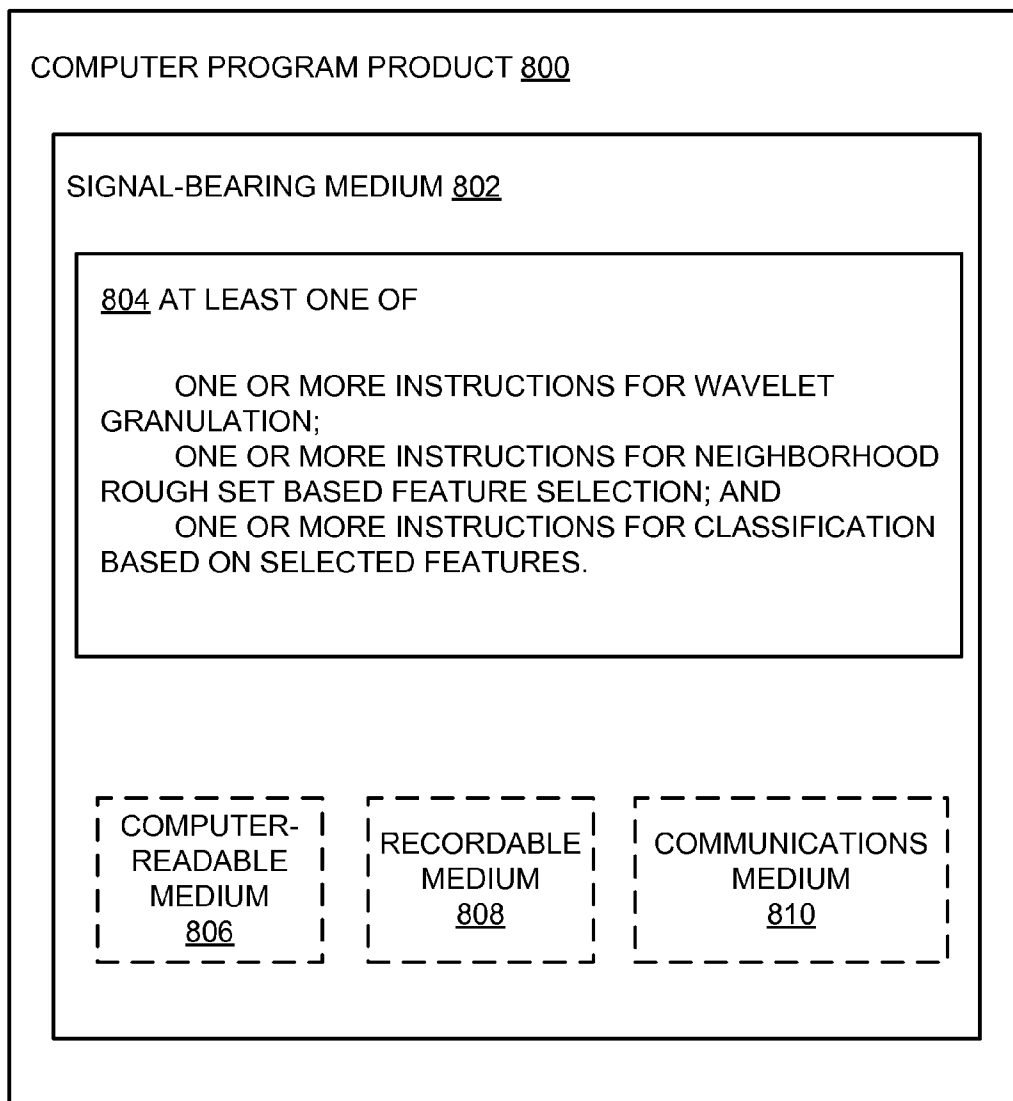 COMPUTER PROGRAM PRODUCT 800
SIGNAL-BEARING MEDIUM 802
804 AT LEAST ONE OF
ONE OR MORE INSTRUCTIONS FOR WAVELET
GRANULATION;
ONE OR MORE INSTRUCTIONS FOR NEIGHBORHOOD
ROUGH SET BASED FEATURE SELECTION; AND
ONE OR MORE INSTRUCTIONS FOR CLASSIFICATION
BASED ON SELECTED FEATURES.
COMPUTER-
READABLE
MEDIUM
806
RECORDABLE
MEDIUM
808
COMMUNICATIONS
MEDIUM
810